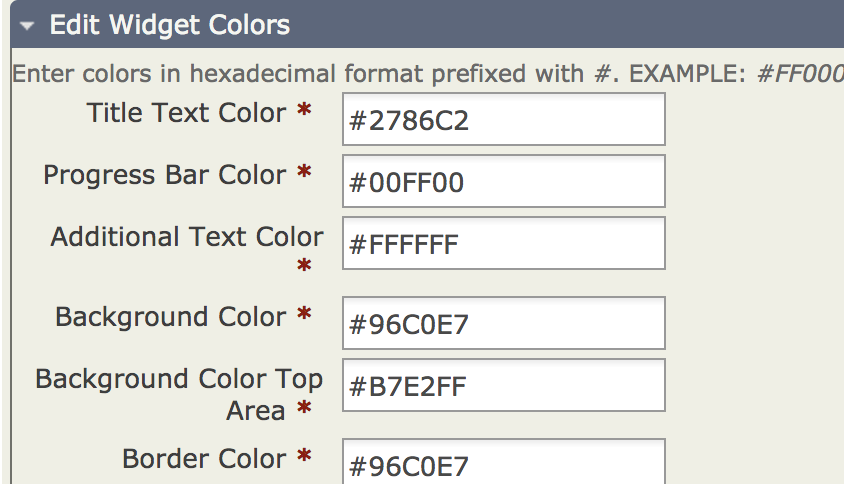 Edit Widget Colors
Enter colors in hexadecimal format prefixed with #. EXAMPLE: #FF000
Title Text Color * #2786C2
Progress Bar Color * #00FF00
Additional Text Color * #FFFFFF
Background Color * #96C0E7
Background Color Top
Area * #B7E2FF
Border Color * #96C0E7